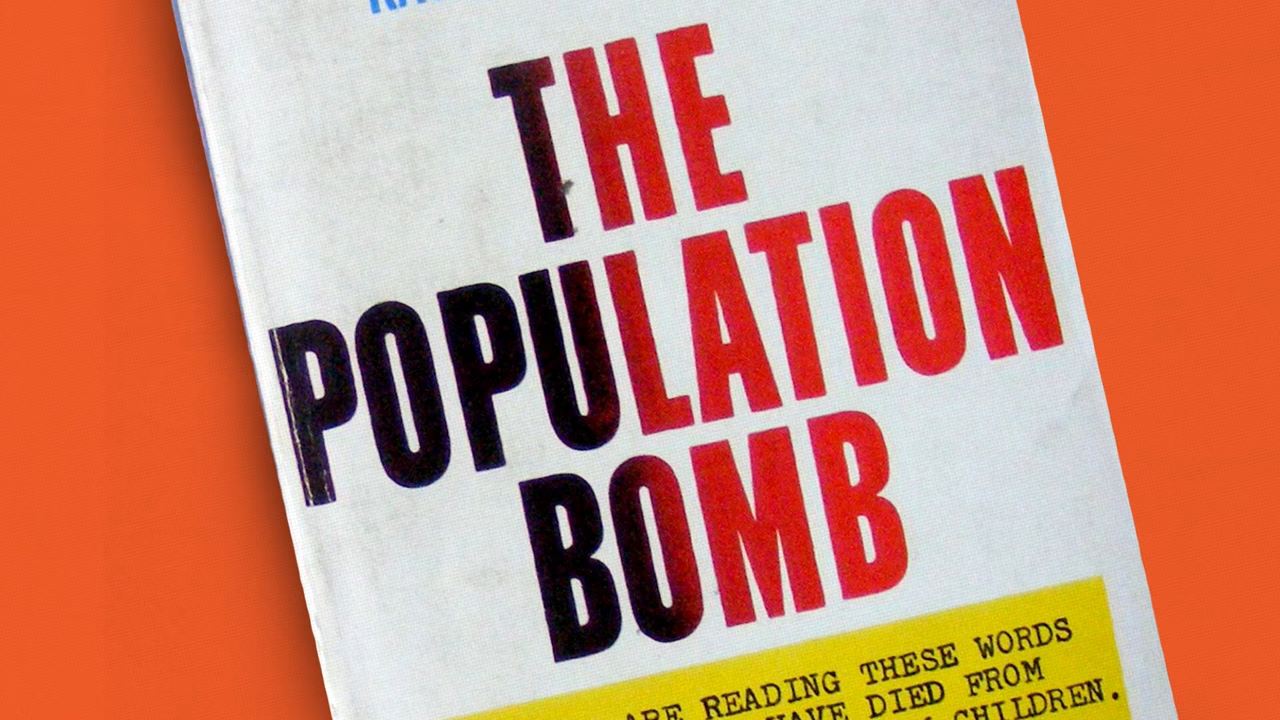 THE
POPULATION
BOMB
ARE READING THESE WORDS
HAVE DIED FROM
CHILDREN.